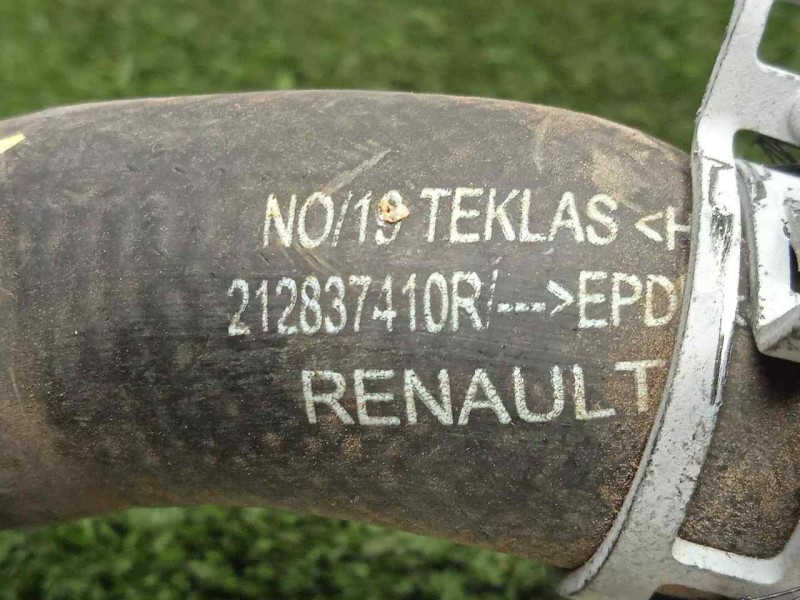 NO/19 TEKLAS <H
212837410R/--->EPD
RENAULT